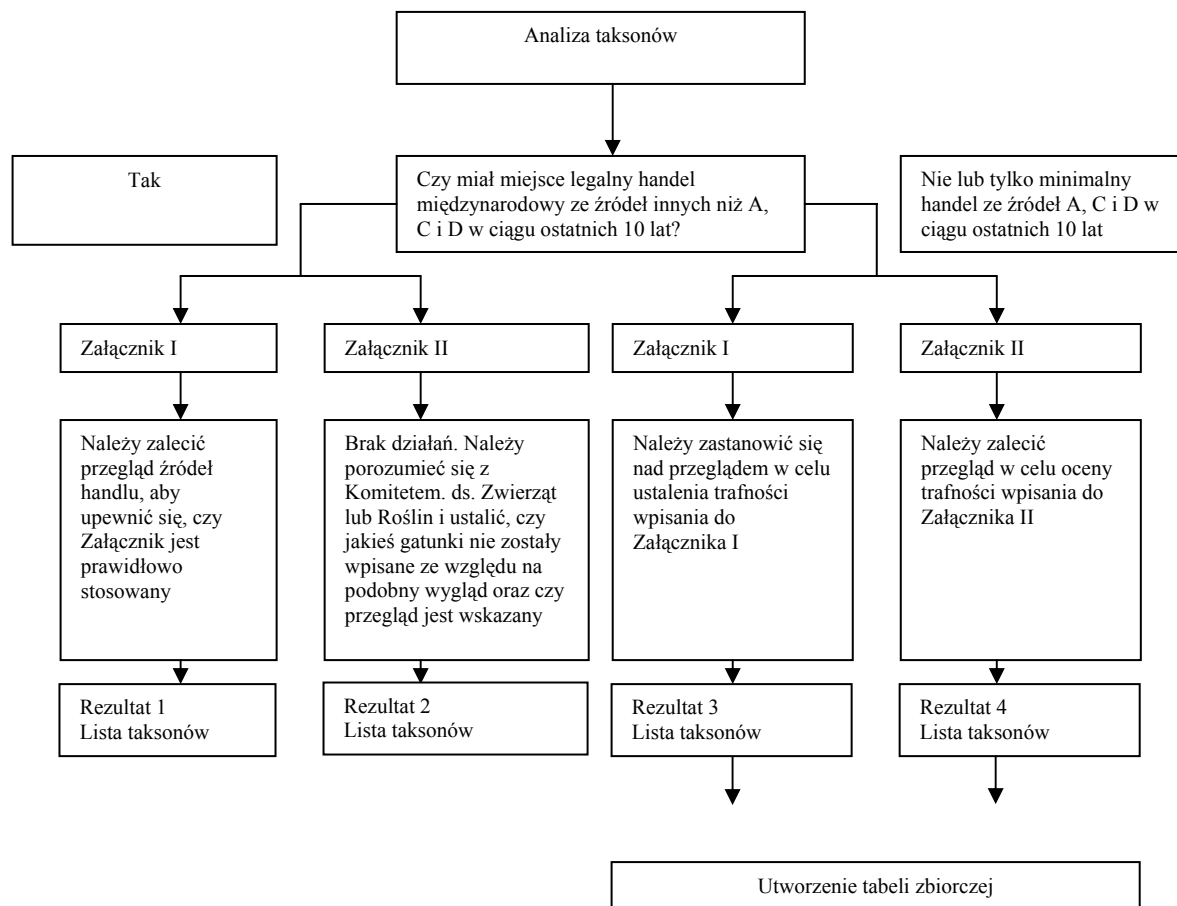 Analiza taksonów
Tak
Czy miał miejsce legalny handel
międzynarodowy ze źródeł innych niż A,
C i D w ciągu ostatnich 10 lat?
Nie lub tylko minimalny
handel ze źródeł A, C i D w
ciągu ostatnich 10 lat
Załącznik I
Załącznik II
Załącznik I
Załącznik II
Należy zalecić
przegląd źródeł
handlu, aby
upewnić się, czy
Załącznik jest
prawidłowo
stosowany
Brak działań. Należy
porozumieć się z
Komitetem. ds. Zwierząt
lub Roślin i ustalić, czy
jakieś gatunki nie zostały
wpisane ze względu na
podobny wygląd oraz czy
przegląd jest wskazany
Należy zastanowić się
nad przeglądem w celu
ustalenia trafności
wpisania do
Załącznika I
Należy zalecić
przegląd w celu oceny
trafności wpisania do
Załącznika II
Rezultat 1
Lista taksonów
Rezultat 2
Lista taksonów
Rezultat 3
Lista taksonów
Rezultat 4
Lista taksonów
Utworzenie tabeli zbiorczej